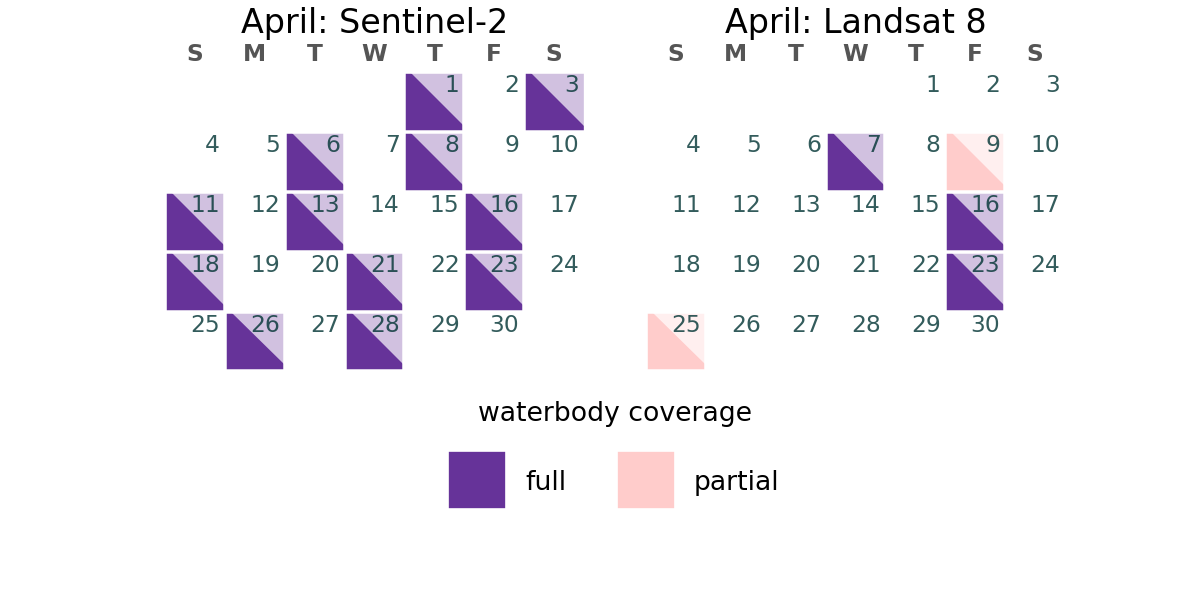 April: Sentinel-2
S M T W T F S
1 2 3
4 5 6 7 8 9 10
11 12 13 14 15 16 17
18 19 20 21 22 23 24
25 26 27 28 29 30
April: Landsat 8
S M T W T F S
1 2 3
4 5 6 7 8 9 10
11 12 13 14 15 16 17
18 19 20 21 22 23 24
25 26 27 28 29 30
waterbody coverage
full
partial